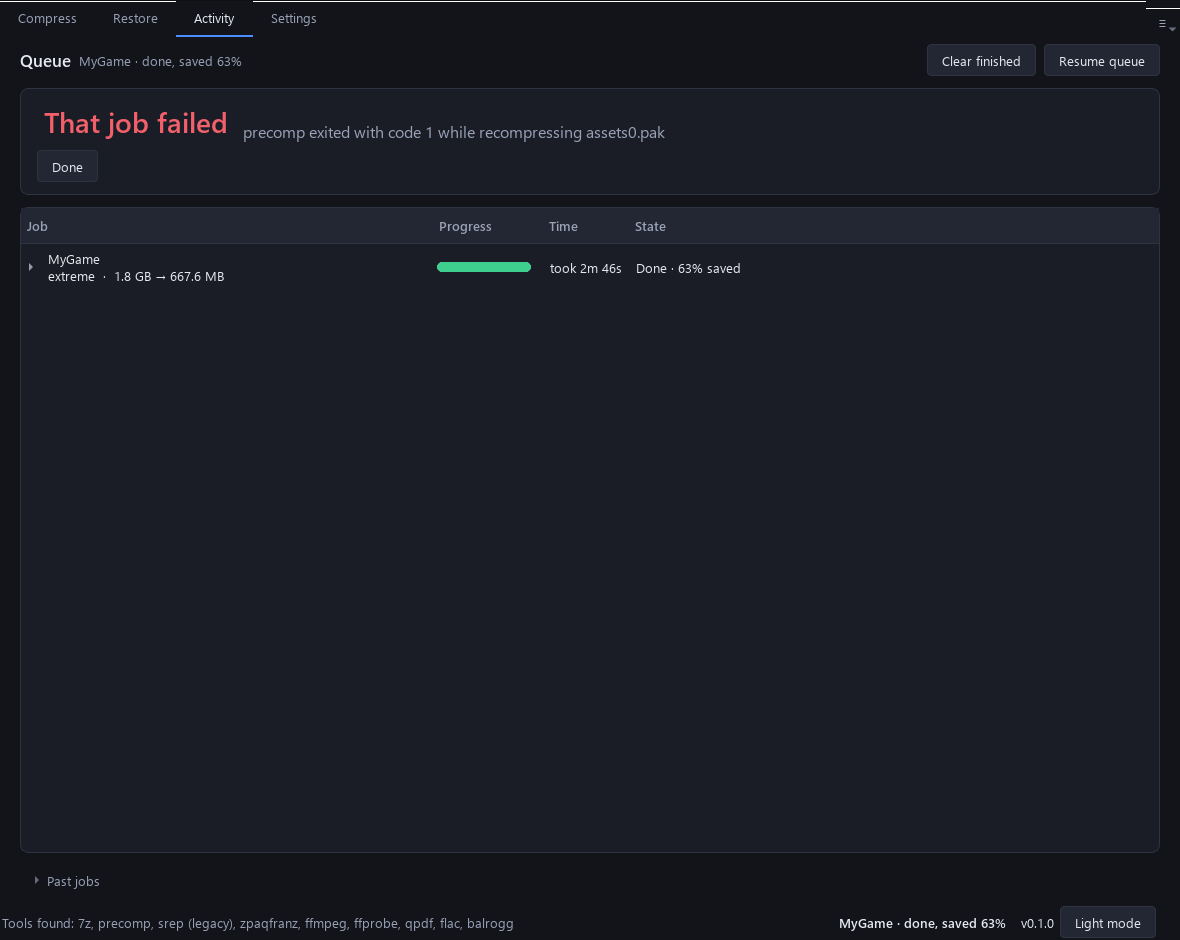 Compress Restore Activity Settings
Queue MyGame · done, saved 63% Clear finished Resume queue
That job failed precomp exited with code 1 while recompressing assets0.pak
Done
Job Progress Time State
MyGame
extreme · 1.8 GB → 667.6 MB took 2m 46s Done · 63% saved
Past jobs
Tools found: 7z, precomp, srep (legacy), zpaqfranz, ffmpeg, ffprobe, qpdf, flac, balrogg MyGame · done, saved 63% v0.1.0 Light mode